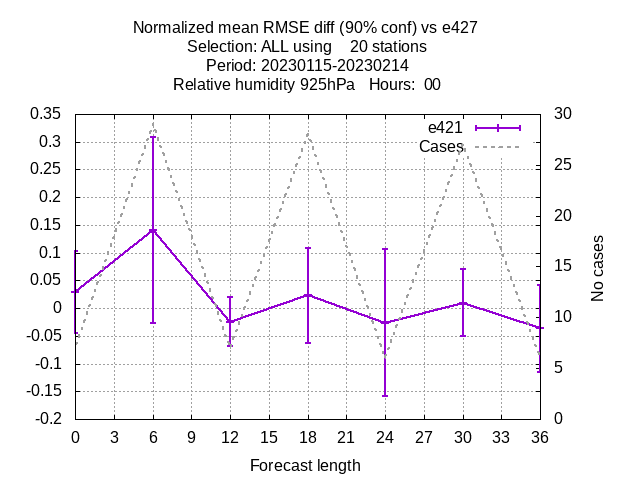 Normalized mean RMSE diff (90% conf) vs e427
Selection: ALL using 20 stations
Period: 20230115-20230214
Relative humidity 925hPa Hours: 00
0.35
0.3
0.25
0.2
0.15
0.1
0.05
0
-0.05
-0.1
-0.15
-0.2
e421
Cases
30
25
20
15
10
5
0
No cases
0 3 6 9 12 15 18 21 24 27 30 33 36
Forecast length